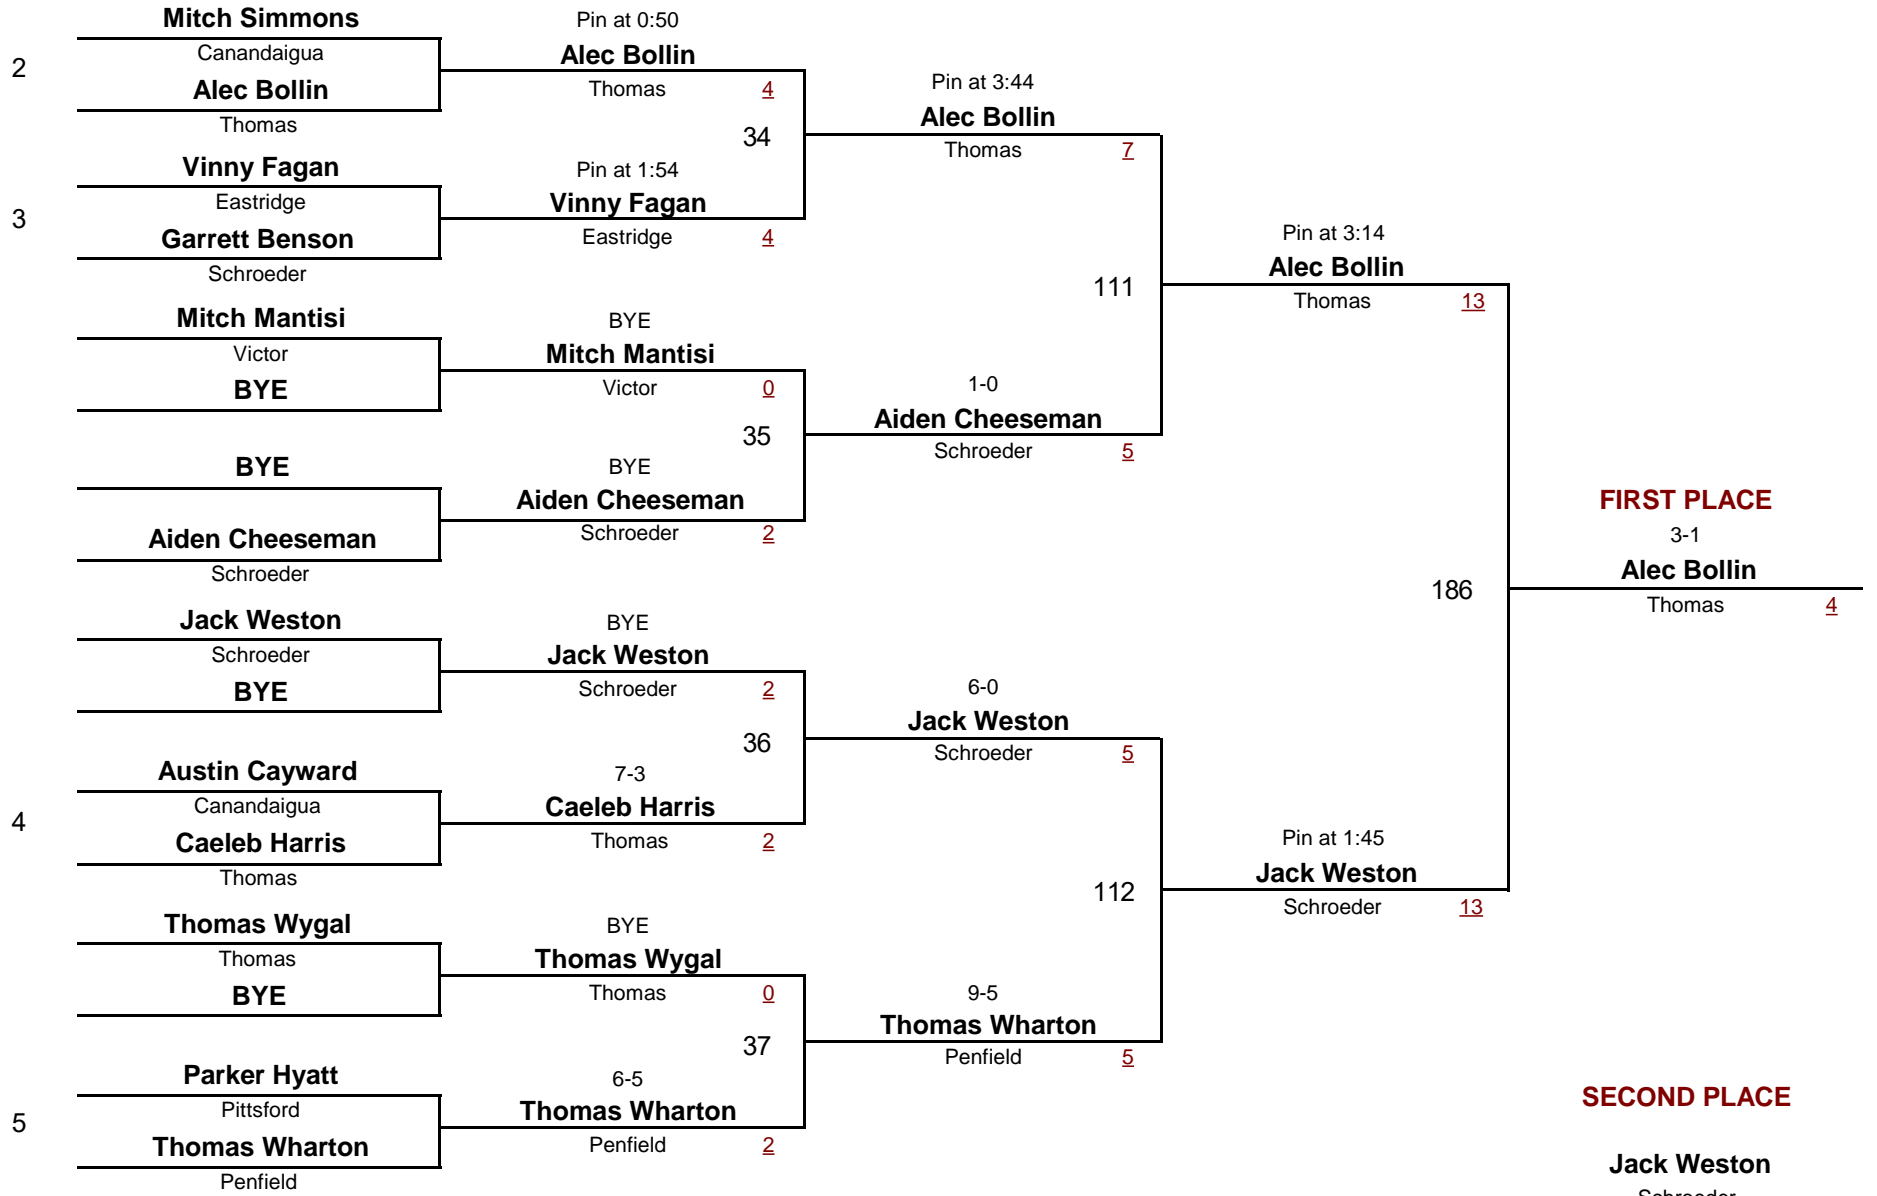 Mitch Simmons
2
Canandaigua
Alec Bollin
Thomas
Vinny Fagan
3
Eastridge
Garrett Benson
Schroeder
Mitch Mantisi
Victor
BYE
BYE
Aiden Cheeseman
Schroeder
Jack Weston
Schroeder
BYE
Austin Cayward
4
Canandaigua
Caeleb Harris
Thomas
Thomas Wygal
Thomas
BYE
Parker Hyatt
5
Pittsford
Thomas Wharton
Penfield
Pin at 0:50
Alec Bollin
Thomas 4
34
Pin at 1:54
Vinny Fagan
Eastridge 4
BYE
Mitch Mantisi
Victor 0
35
BYE
Aiden Cheeseman
Schroeder 2
BYE
Jack Weston
Schroeder 2
36
7-3
Caeleb Harris
Thomas 2
BYE
Thomas Wygal
Thomas 0
37
6-5
Thomas Wharton
Penfield 2
Pin at 3:44
Alec Bollin
Thomas 7
111
1-0
Aiden Cheeseman
Schroeder 5
6-0
Jack Weston
Schroeder 5
112
9-5
Thomas Wharton
Penfield 5
Pin at 3:14
Alec Bollin
Thomas 13
186
Pin at 1:45
Jack Weston
Schroeder 13
FIRST PLACE
3-1
Alec Bollin
Thomas 4
SECOND PLACE
Jack Weston
Schroeder